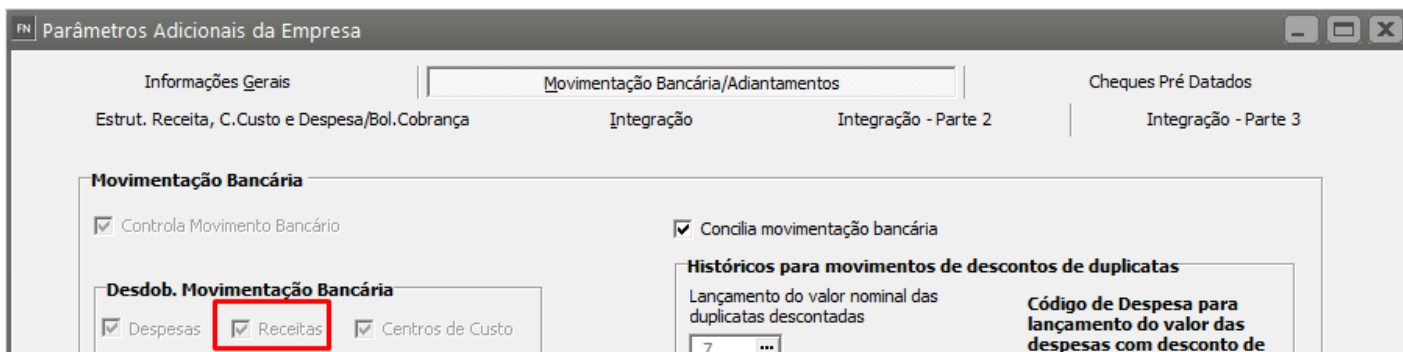 FN Parâmetros Adicionais da Empresa
Informações Gerais
Movimentação Bancária/Adiantamentos
Cheques Pré Datados
Estrut. Receita, C.Custo e Despesa/Bol.Cobrança
Integração
Integração - Parte 2
Integração - Parte 3
Movimentação Bancária
Controla Movimento Bancário
Concilia movimentação bancária
Desdob. Movimentação Bancária
Despesas
Receitas
Centros de Custo
Históricos para movimentos de descontos de duplicatas
Lançamento do valor nominal das
duplicatas descontadas
7
...
Código de Despesa para
lançamento do valor das
despesas com desconto de